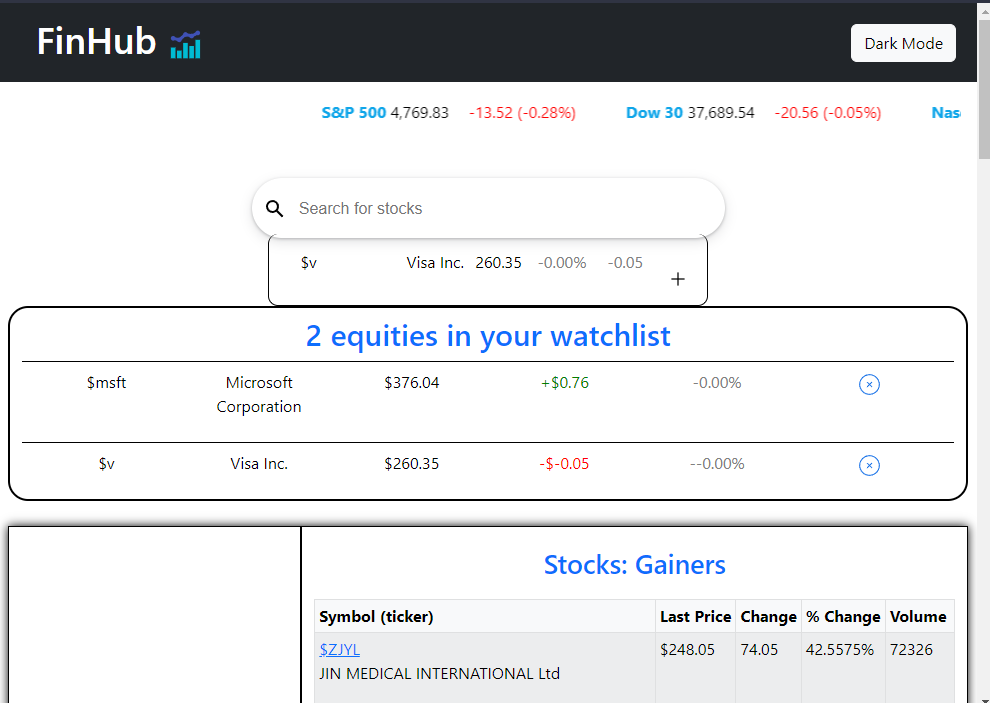 FinHub
Dark Mode
S&P 500 4,769.83 -13.52 (-0.28%) Dow 30 37,689.54 -20.56 (-0.05%) Nas
Search for stocks
$v Visa Inc. 260.35 -0.00% -0.05 +
2 equities in your watchlist
$msft Microsoft Corporation $376.04 +$0.76 -0.00%
$v Visa Inc. $260.35 -$-0.05 --0.00%
Stocks: Gainers
Symbol (ticker) Last Price Change % Change Volume
$ZJYL $248.05 74.05 42.5575% 72326
JIN MEDICAL INTERNATIONAL Ltd